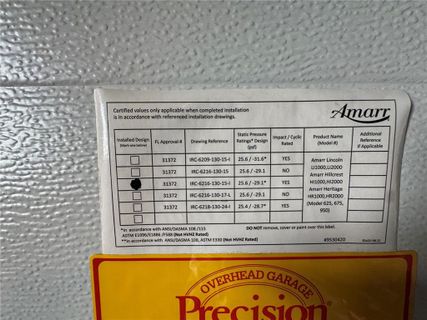 Certified values only applicable when completed installation
is in accordance with referenced installation drawings.
Amarr
Installed Design
FL Approval #
Drawing Reference
Static Pressure
Ratings* Design
(psf)
Impact / Cyclic
Rated
Product Name
(Model #)
Additional
Reference
If Applicable
31372 IRC-6209-130-15-I 25.6 / -31.6* YES
31372 IRC-6216-130-15 25.6 / -29.1 NO
31372 IRC-6216-130-15-I 25.6 / -29.1* YES
31372 IRC-6216-130-17-L 25.6 / -29.1 NO
31372 IRC-6218-130-24-I 25.4 / -28.7* YES
Amarr Lincoln
LI1000,LI2000
Amarr Hillcrest
HI1000,HI2000
Amarr Heritage
HR1000,HR2000
(Model 625, 675,
950)
*in accordance with ANSI/DASMA 108 /115
ASTM E1996/E1886 /F588 (Not HVHZ Rated)
**in accordance with ANSI/DASMA 108, ASTM E330 (Not HVHZ Rated)
DO NOT remove, cover or paint over this label.
#9530420
OVERHEAD GARAGE
Precision